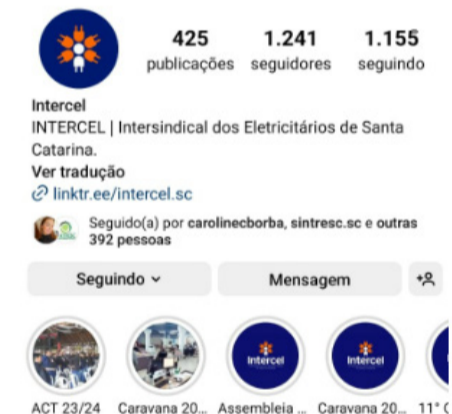 425 1.241 1.155
publicações seguidores seguindo
Intercel
INTERCEL | Intersindical dos Eletricitários de Santa
Catarina.
Ver tradução
linktr.ee/intercel.sc
Seguido(a) por carolinecborba, sintresc.sc e outras
392 pessoas
Seguindo Mensagem
Intercel Intercel
ACT 23/24 Caravana 20... Assembleia ... Caravana 20... 11°